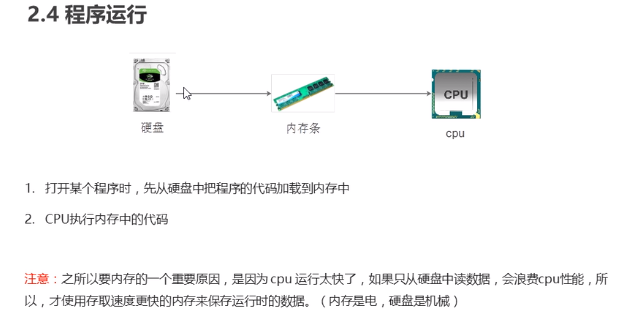 2.4 程序运行
CPU
硬盘
内存条
cpu
1. 打开某个程序时，先从硬盘中把程序的代码加载到内存中
2. CPU执行内存中的代码
注意：之所以要内存的一个重要原因，是因为 cpu 运行太快了，如果只从硬盘中读数据，会浪费cpu性能，所
以，才使用存取速度更快的内存来保存运行时的数据。（内存是电，硬盘是机械）